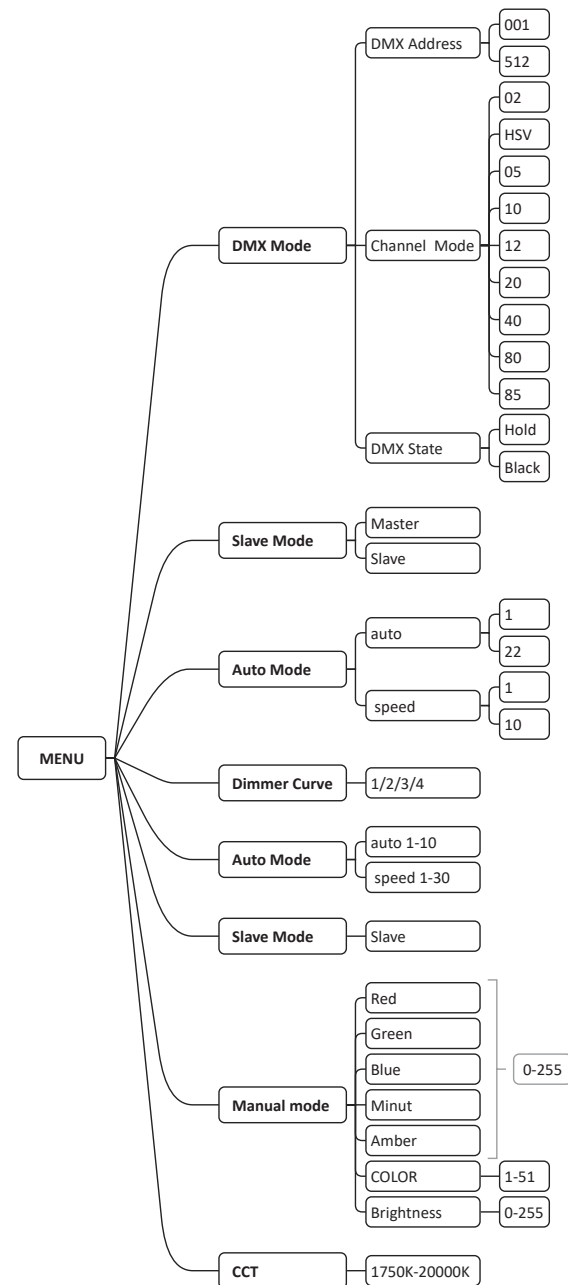 MENU
DMX Mode
DMX Address
001
512
Channel Mode
02
HSV
05
10
12
20
40
80
85
DMX State
Hold
Black
Slave Mode
Master
Slave
Auto Mode
auto
1
22
speed
1
10
Dimmer Curve
1/2/3/4
Auto Mode
auto 1-10
speed 1-30
Slave Mode
Slave
Manual mode
Red
Green
Blue
Minut
Amber
0-255
COLOR
1-51
Brightness
0-255
CCT
1750K-20000K